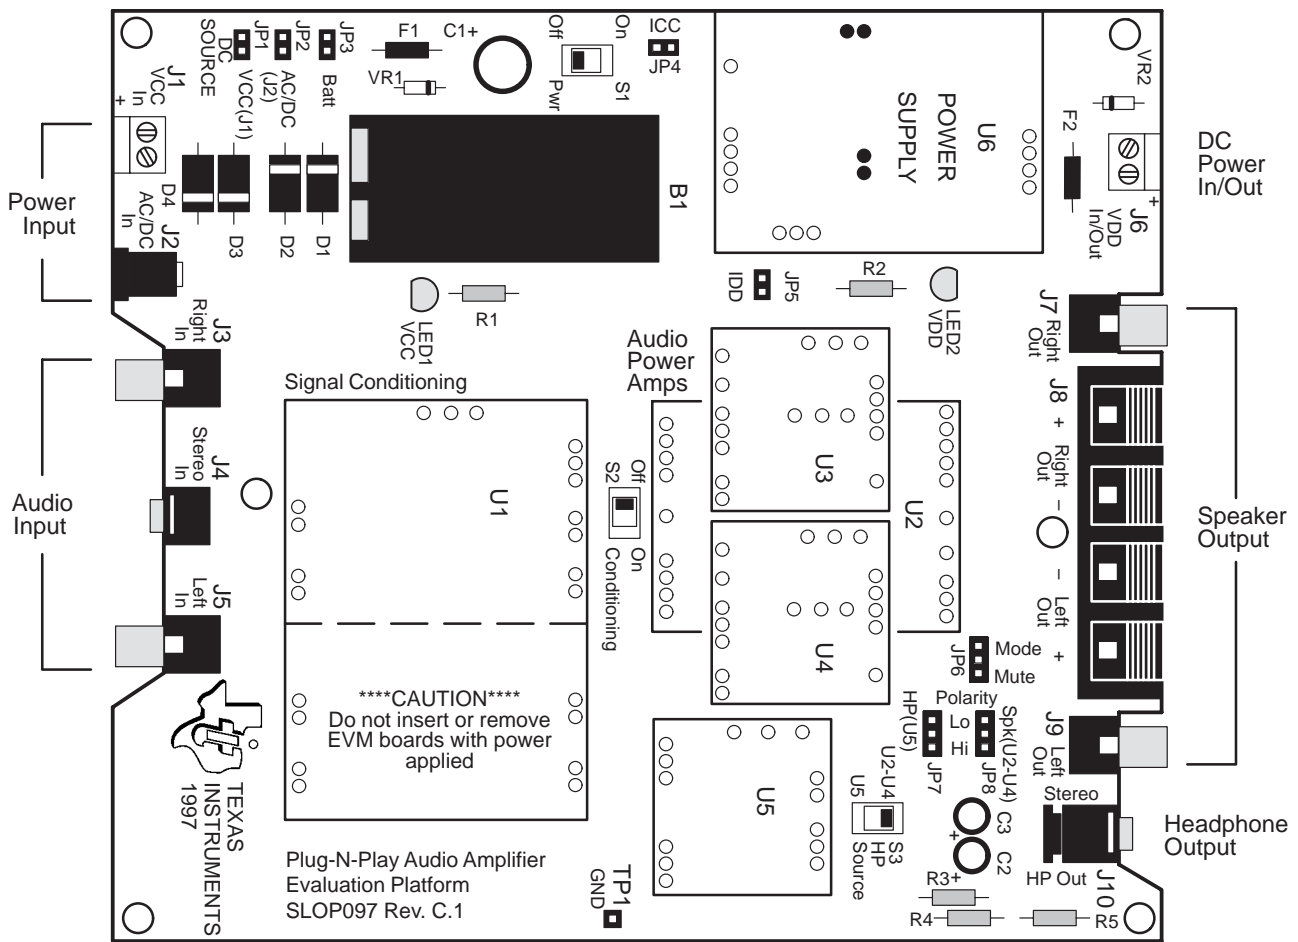 Off
On
ICC
JP4
S1
Pwr
SOURCE
DC
JP1
VCC(J1)
JP2
AC/DC
(J2)
JP3
Batt
F1
C1+
VR1
J1
VCC
In
+
Power
Input
D4
D3
D2
D1
J2
AC/DC
In
B1
U6
POWER
SUPPLY
VR2
F2
J6
VDD
In/Out
+
DC
Power
In/Out
LED1
VCC
R1
IDD
JP5
R2
LED2
VDD
J3
Right
In
J4
Stereo
In
J5
Left
In
Audio
Input
Signal Conditioning
U1
S2
Off
On
Conditioning
Audio
Power
Amps
U3
U2
U4
J7
Right
Out
J8
+
Right
Out
−
−
Left
Out
+
J9
Left
Out
Speaker
Output
JP6
Mode
Mute
Polarity
HP(U5)
Lo
Hi
JP7
Spk(U2-U4)
JP8
****CAUTION****
Do not insert or remove
EVM boards with power
applied
TEXAS
INSTRUMENTS
1997
U5
U5
U2-U4
S3
HP
Source
C3
+
C2
Stereo
HP Out
J10
Headphone
Output
R3+
R4
R5
Plug-N-Play Audio Amplifier
Evaluation Platform
SLOP097 Rev. C.1
TP1
GND